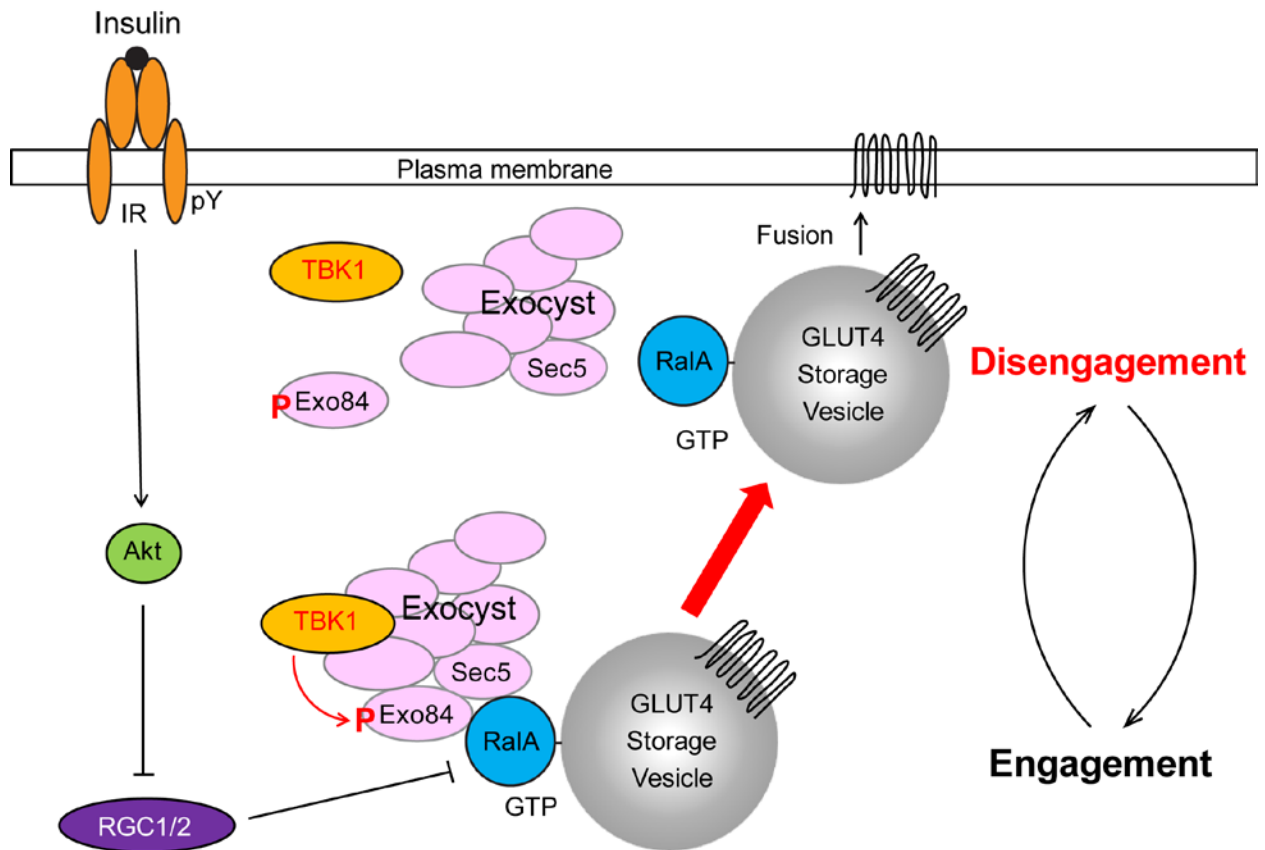 Insulin
Plasma membrane
IR
pY
TBK1
Exocyst
Sec5
P
Exo84
RalA
GTP
Fusion
GLUT4
Storage
Vesicle
Disengagement
Akt
TBK1
Exocyst
Sec5
P
Exo84
RalA
GTP
GLUT4
Storage
Vesicle
Engagement
RGC1/2